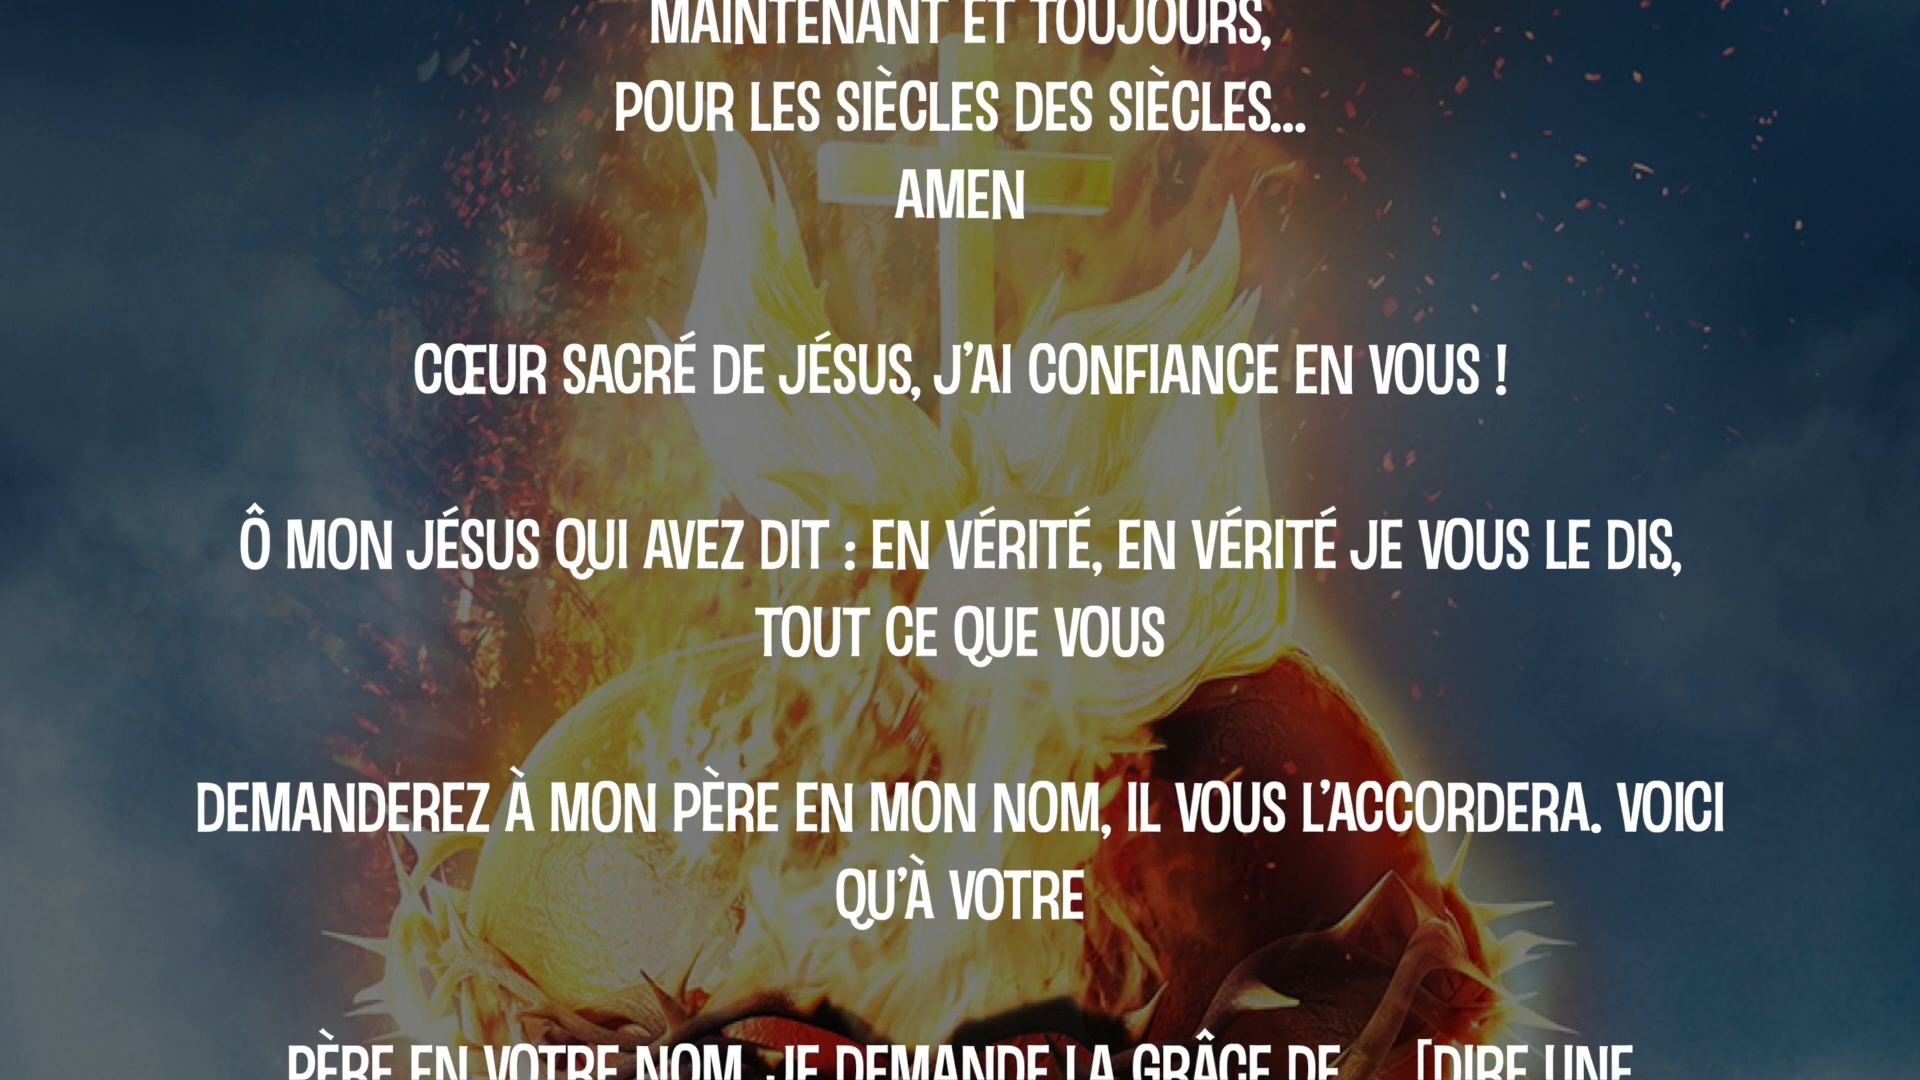 MAINTENANT ET TOUJOURS,
POUR LES SIÈCLES DES SIÈCLES...
AMEN
CŒUR SACRÉ DE JÉSUS, J'AI CONFIANCE EN VOUS !
Ô MON JÉSUS QUI AVEZ DIT : EN VÉRITÉ, EN VÉRITÉ JE VOUS LE DIS,
TOUT CE QUE VOUS
DEMANDEREZ À MON PÈRE EN MON NOM, IL VOUS L'ACCORDERA. VOICI
QU'À VOTRE
PÈRE EN VOTRE NOM, JE DEMANDE LA GRÂCE DE ... [DIRE UNE